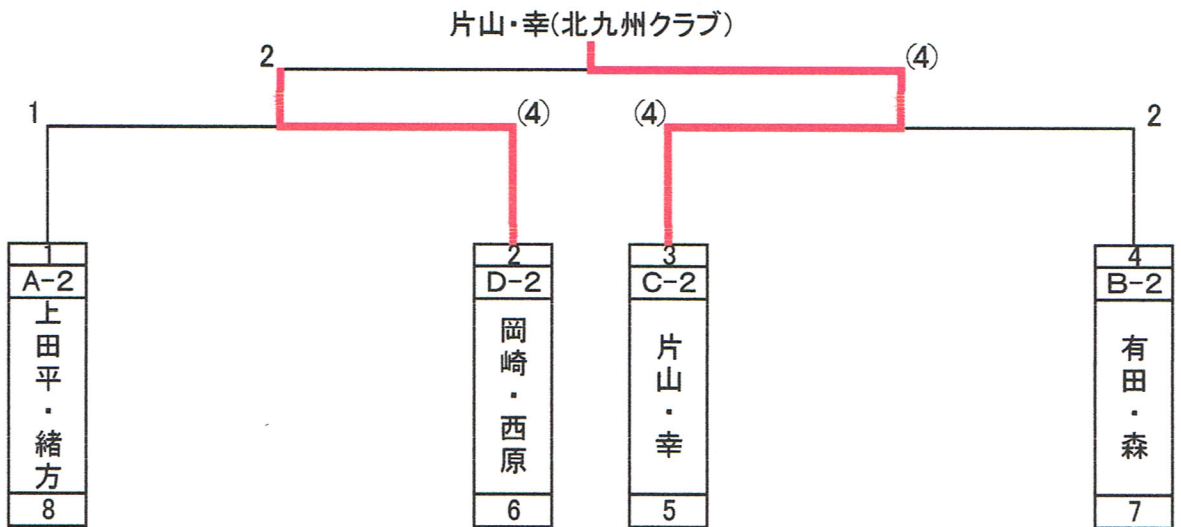 片山・幸(北九州クラブ)
2
(4)
1
(4)
(4)
2
1
2
3
4
A-2
D-2
C-2
B-2
上田平・緒方
岡崎・西原
片山・幸
有田・森
8
6
5
7